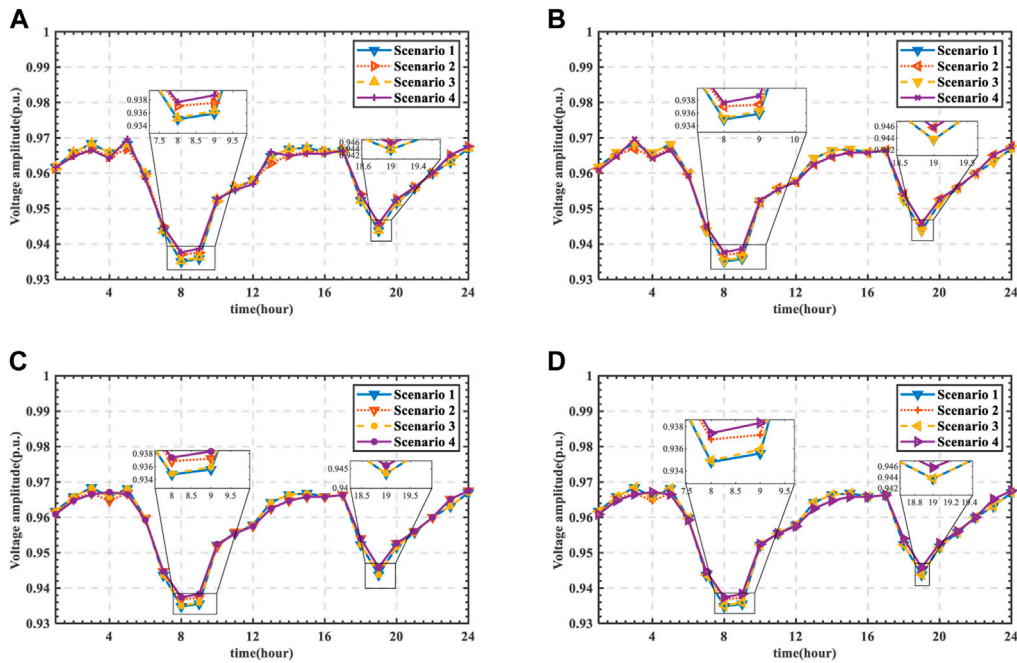 A
1
0.99
0.98
0.97
0.96
0.95
0.94
0.93
Voltage amplitude(p.u.)
Scenario 1
Scenario 2
Scenario 3
Scenario 4
0.938
0.936
0.934
7.5 8 8.5 9 9.5
0.946
0.944
0.942
18.6 19 19.4
4 8 12 16 20 24
time(hour)
B
1
0.99
0.98
0.97
0.96
0.95
0.94
0.93
Voltage amplitude(p.u.)
Scenario 1
Scenario 2
Scenario 3
Scenario 4
0.938
0.936
0.934
8 9 10
0.946
0.944
0.942
18.5 19 19.5
4 8 12 16 20 24
time(hour)
C
1
0.99
0.98
0.97
0.96
0.95
0.94
0.93
Voltage amplitude(p.u.)
Scenario 1
Scenario 2
Scenario 3
Scenario 4
0.938
0.936
0.934
8 8.5 9 9.5
0.945
0.94
18.5 19 19.5
4 8 12 16 20 24
time(hour)
D
1
0.99
0.98
0.97
0.96
0.95
0.94
0.93
Voltage amplitude(p.u.)
Scenario 1
Scenario 2
Scenario 3
Scenario 4
0.938
0.936
0.934
7.5 8 8.5 9 9.5
0.946
0.944
0.942
18.8 19 19.2 19.4
4 8 12 16 20 24
time(hour)